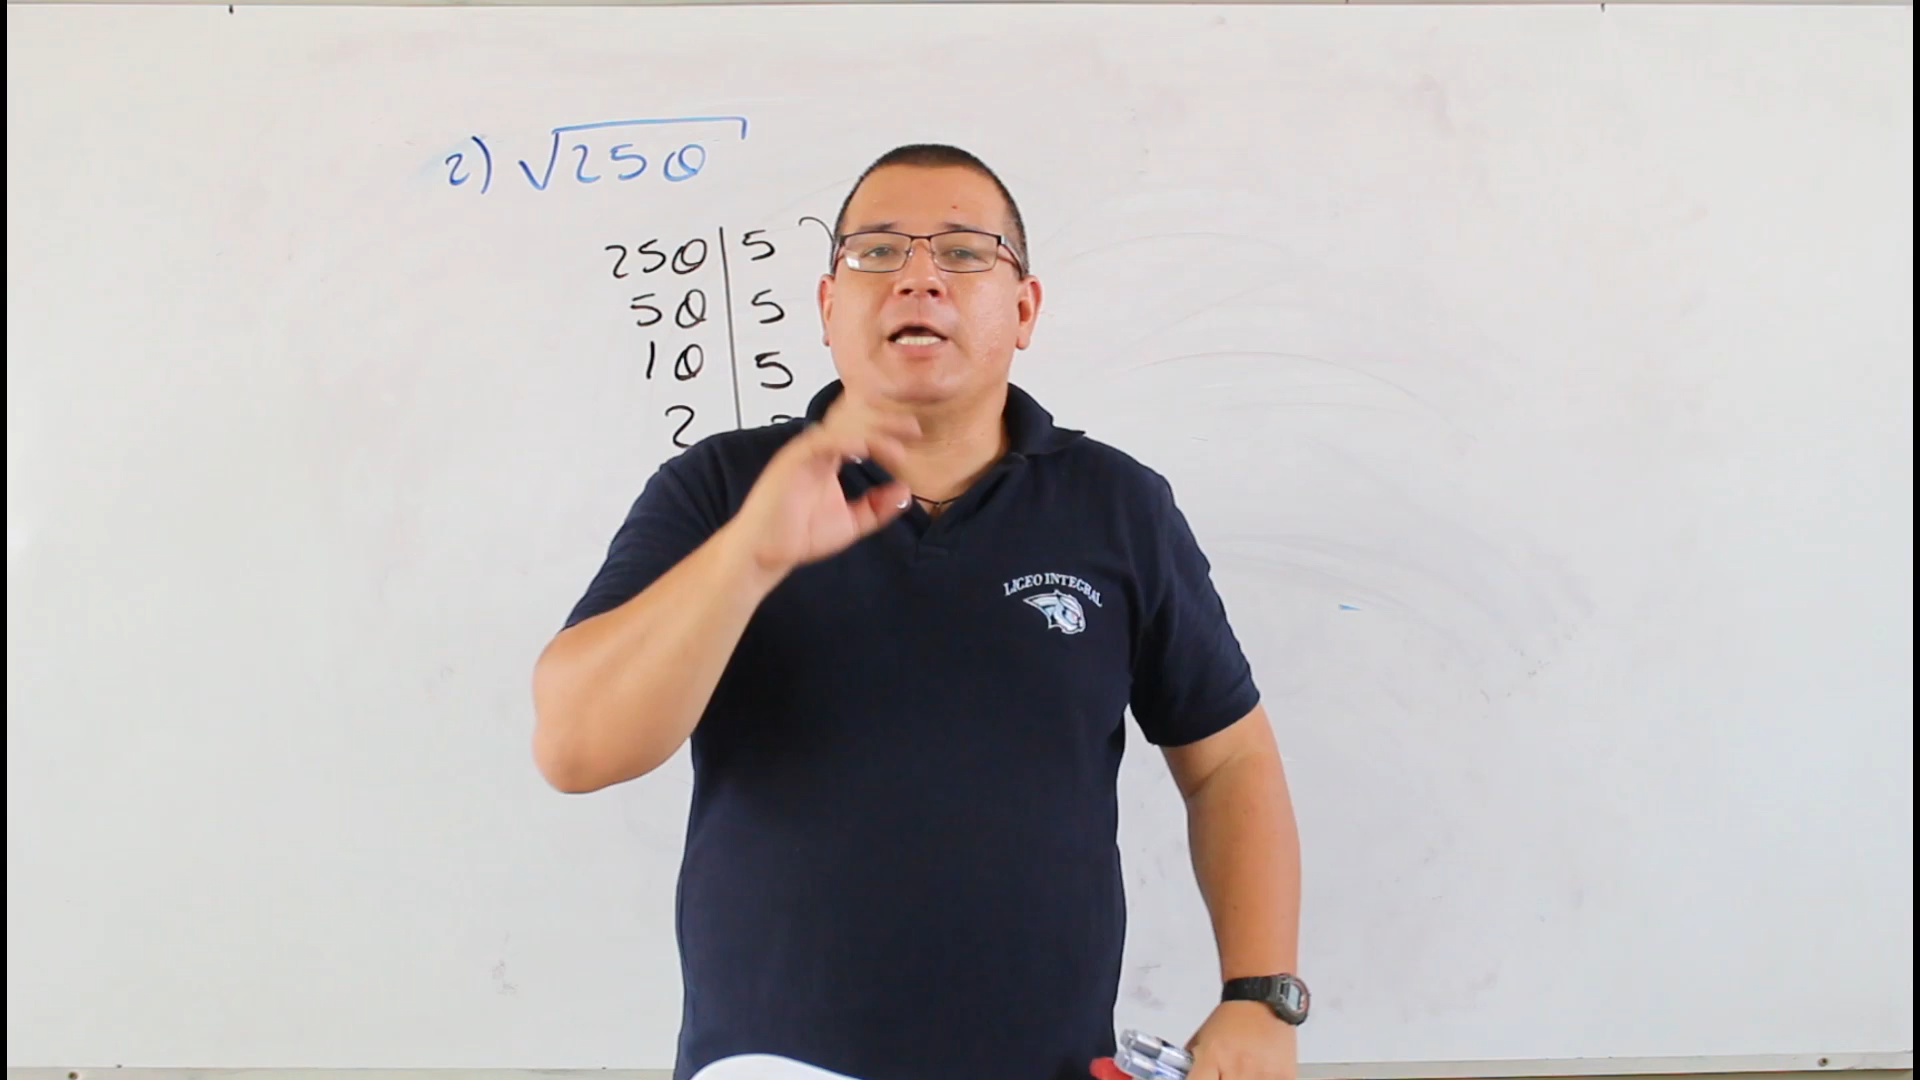 2) √250
250 | 5
50 | 5
10 | 5
2 |
LICEO INTEGRAL